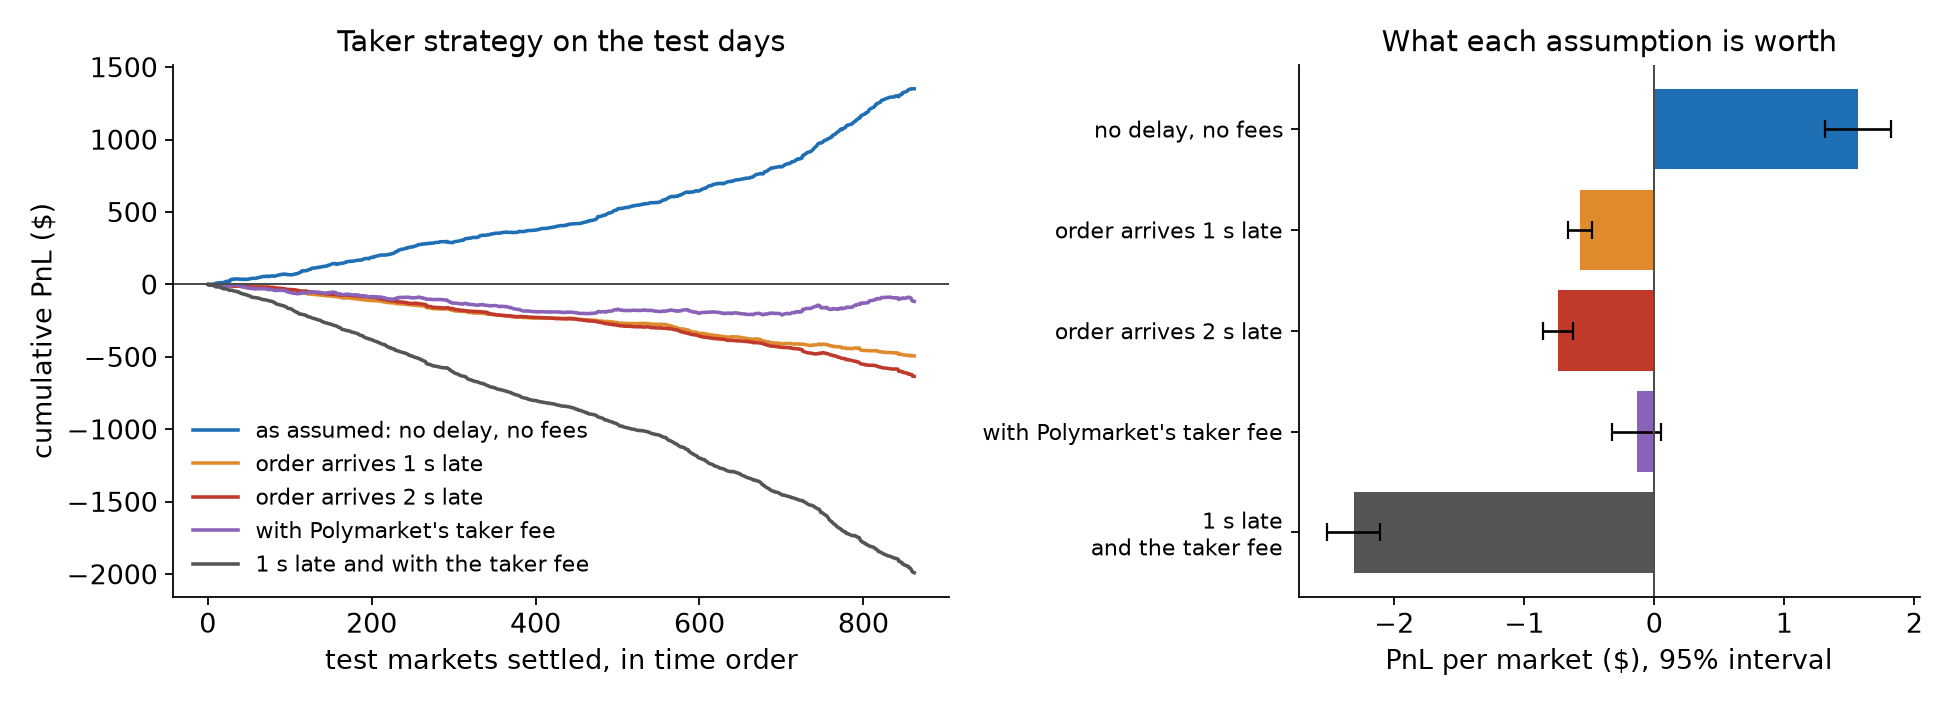 Taker strategy on the test days
1500
1000
500
0
−500
−1000
−1500
−2000
cumulative PnL ($)
as assumed: no delay, no fees
order arrives 1 s late
order arrives 2 s late
with Polymarket's taker fee
1 s late and with the taker fee
0 200 400 600 800
test markets settled, in time order
What each assumption is worth
no delay, no fees
order arrives 1 s late
order arrives 2 s late
with Polymarket's taker fee
1 s late
and the taker fee
−2 −1 0 1 2
PnL per market ($), 95% interval